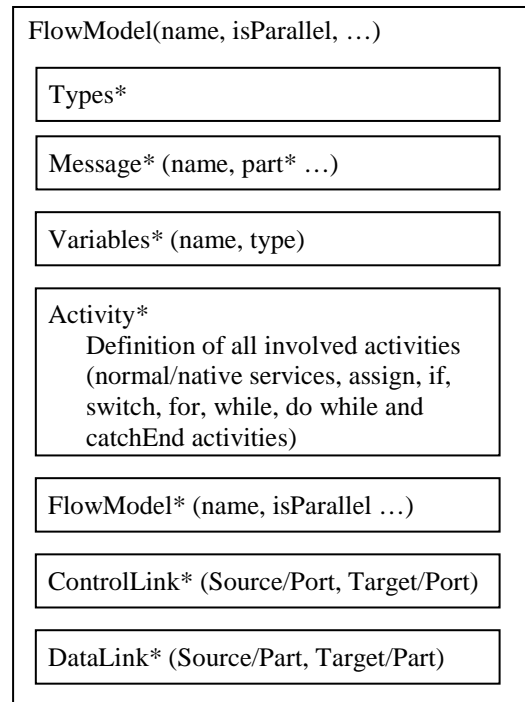 FlowModel(name, isParallel, …)
Types*
Message* (name, part* …)
Variables* (name, type)
Activity*
Definition of all involved activities
(normal/native services, assign, if,
switch, for, while, do while and
catchEnd activities)
FlowModel* (name, isParallel …)
ControlLink* (Source/Port, Target/Port)
DataLink* (Source/Part, Target/Part)